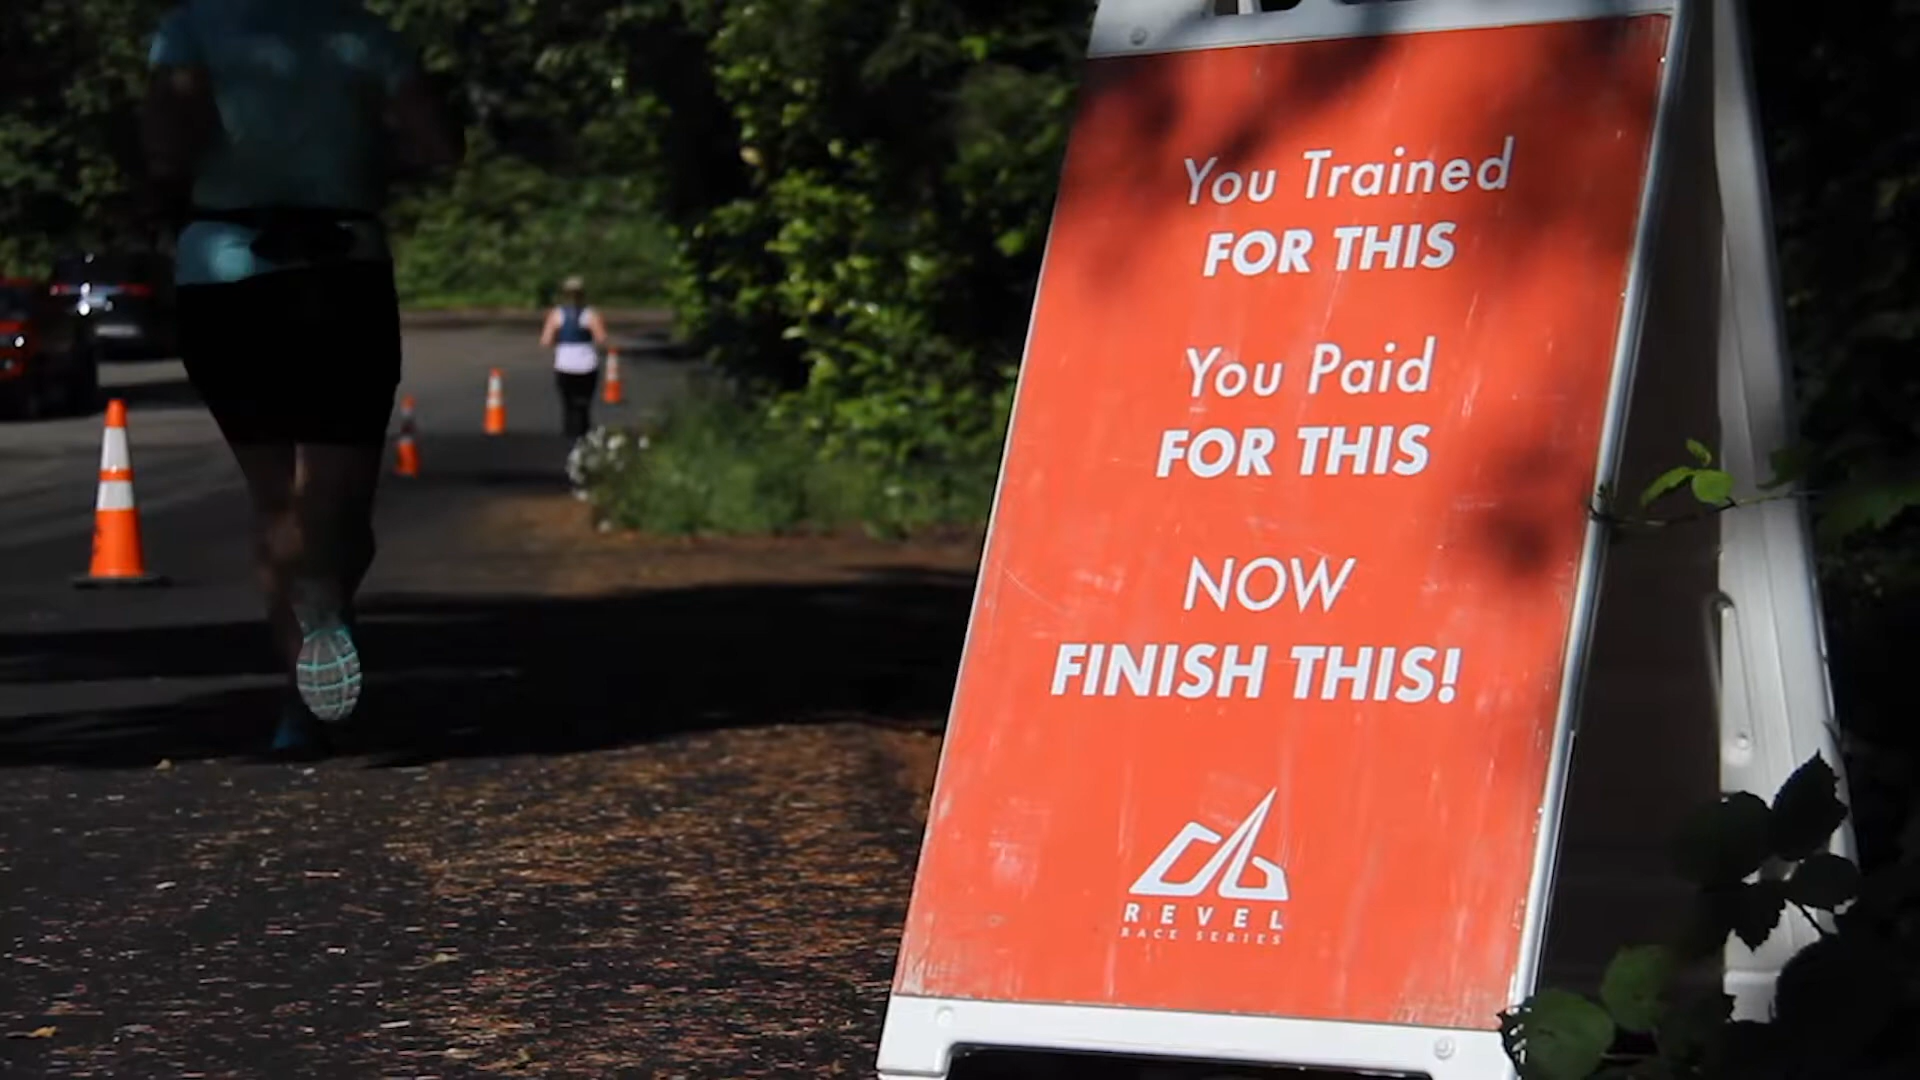 You Trained
FOR THIS
You Paid
FOR THIS
NOW
FINISH THIS!
REVEL
RACE SERIES